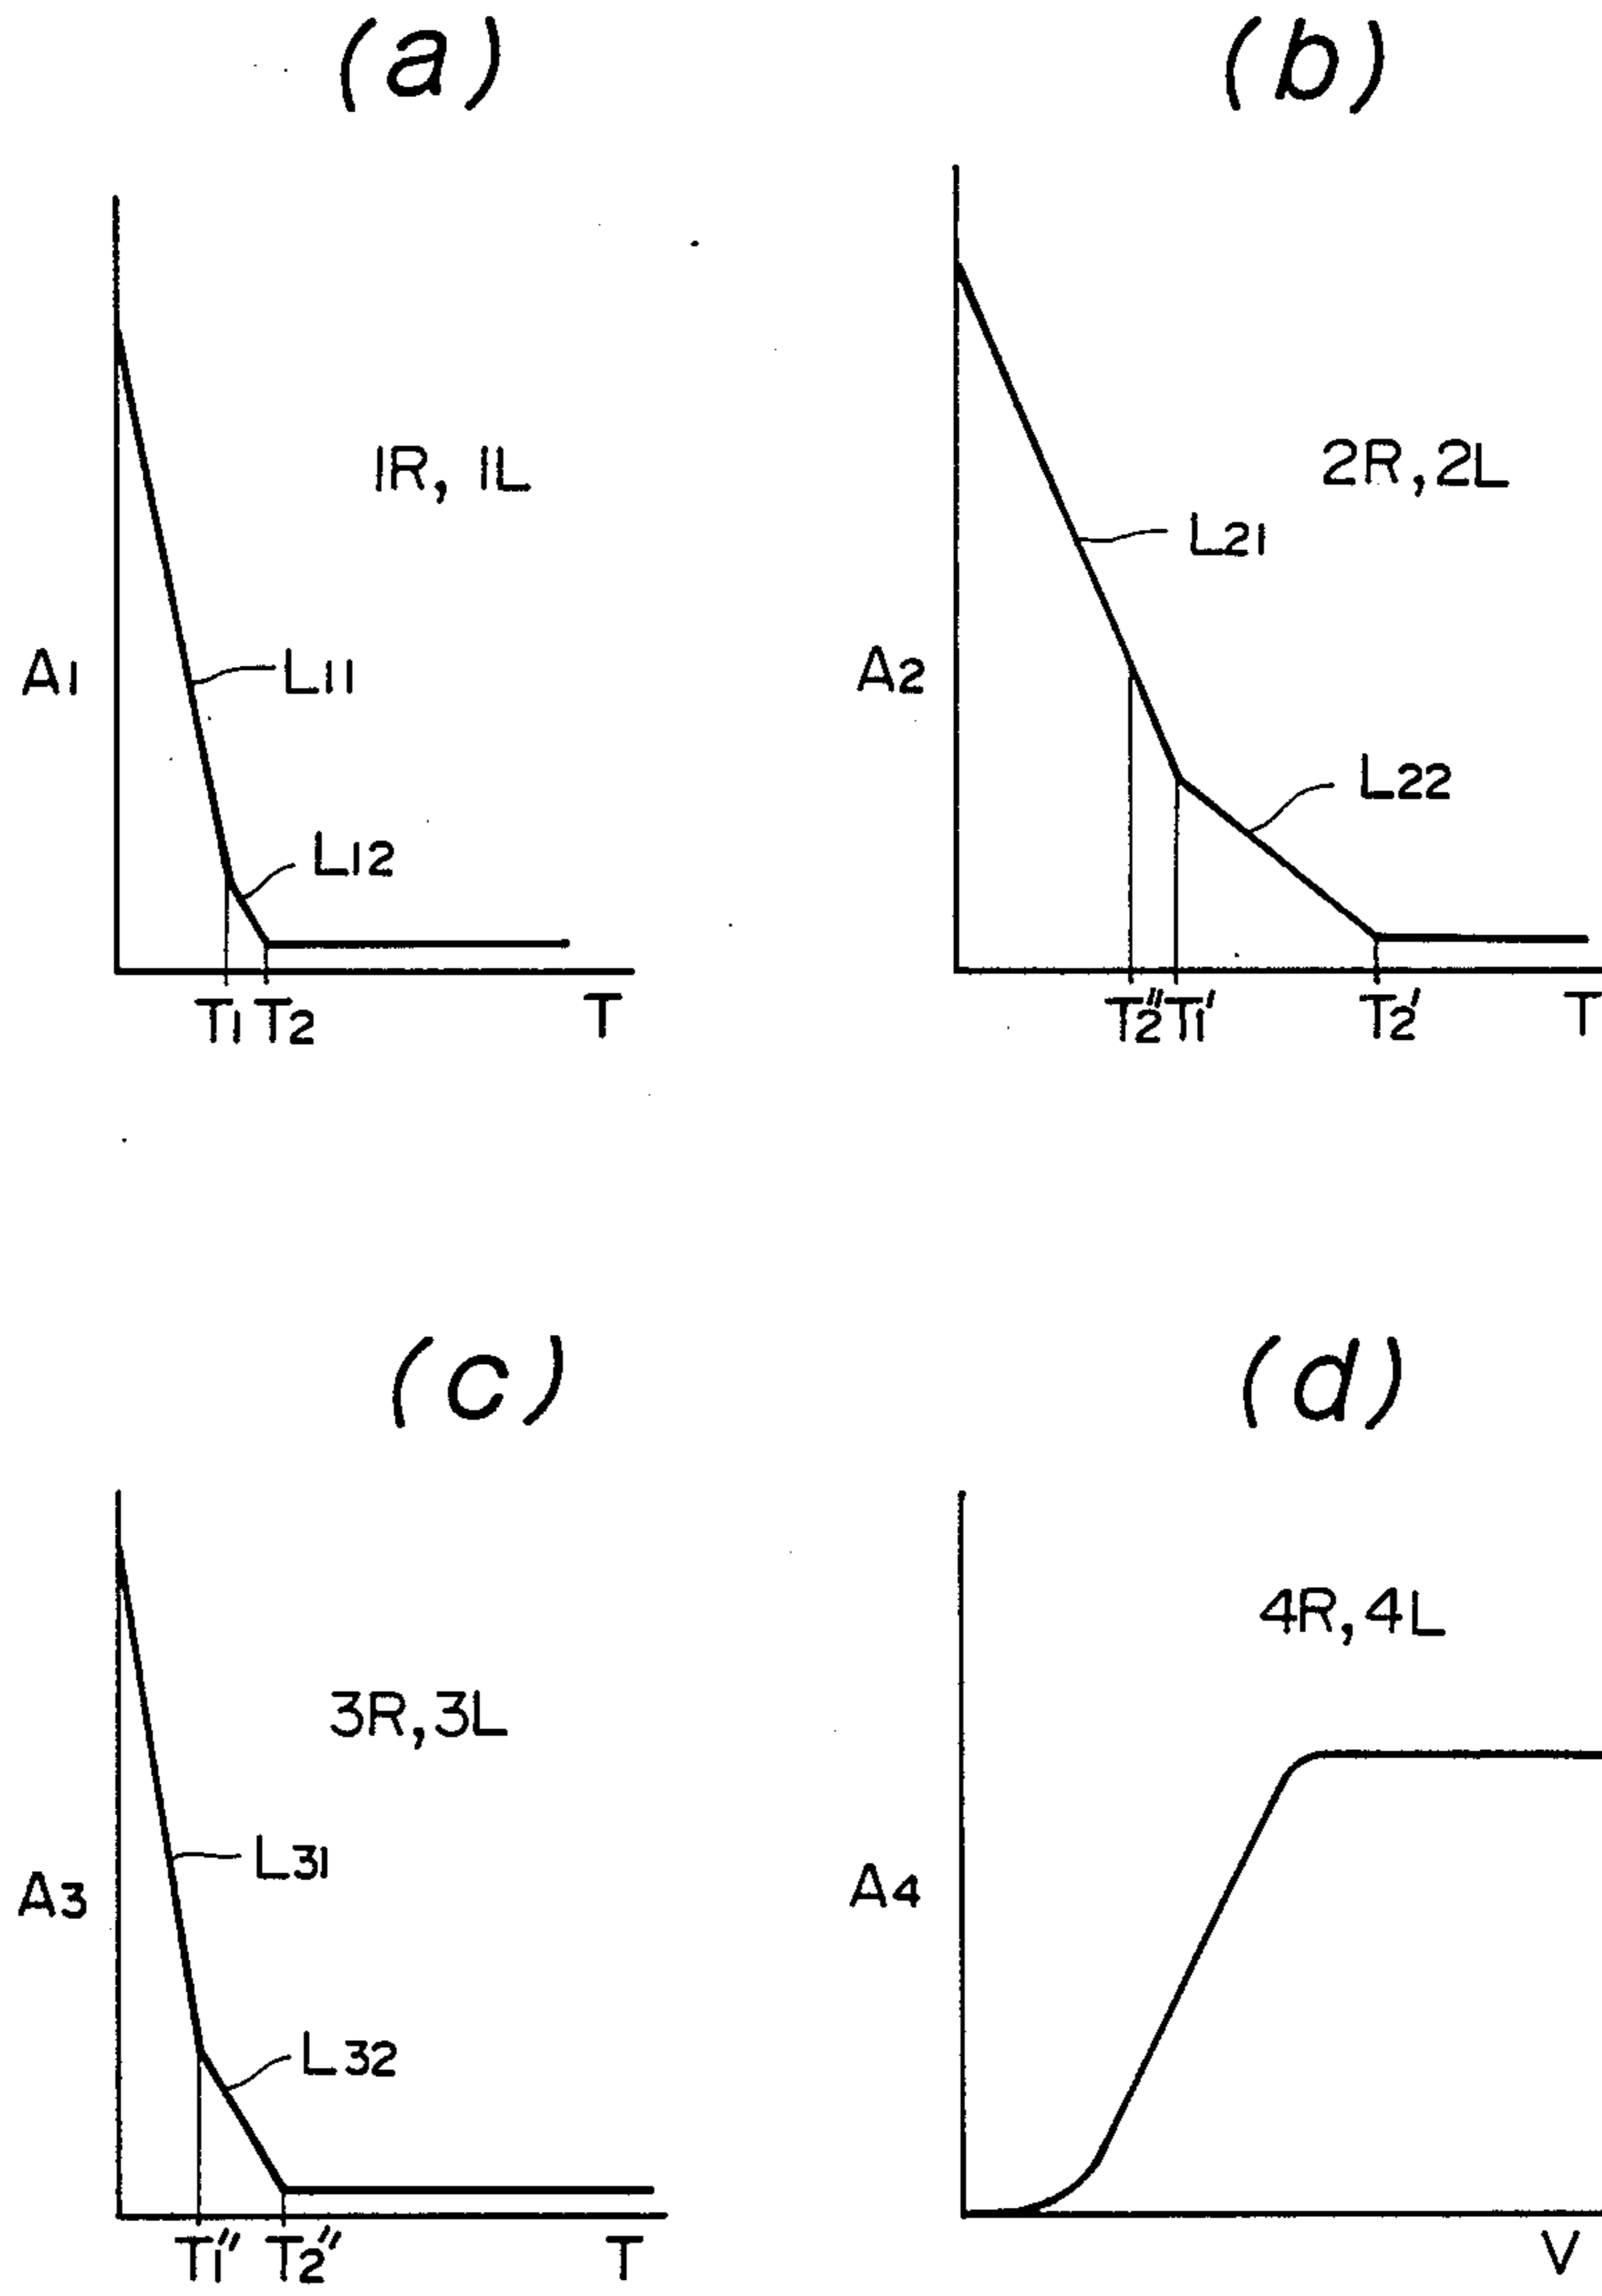 (a)
1R, 1L
A1
L11
L12
T1 T2 T
(b)
2R, 2L
A2
L21
L22
T2" T1' T2' T
(c)
3R, 3L
A3
L31
L32
T1" T2" T
(d)
4R, 4L
A4
V